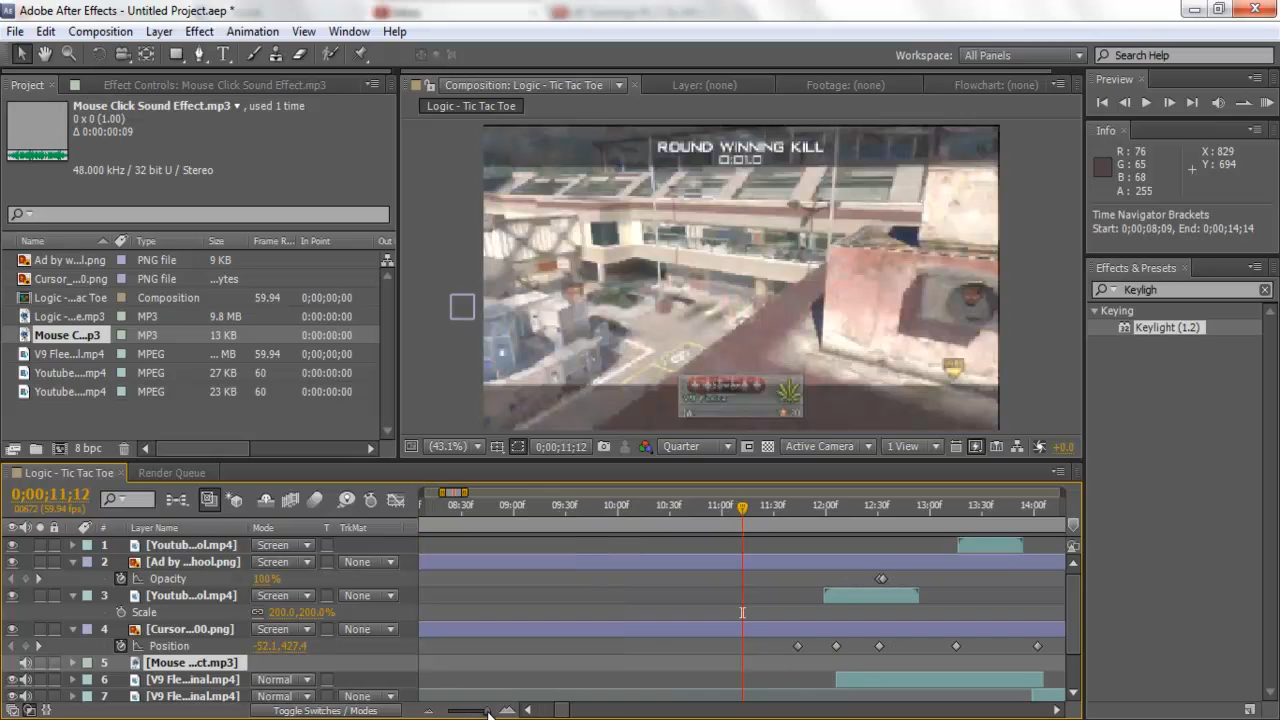 Adobe After Effects - Untitled Project.aep *
File Edit Composition Layer Effect Animation View Window Help
Workspace: All Panels Search Help
Project Effect Controls: Mouse Click Sound Effect.mp3 Composition: Logic - Tic Tac Toe Layer: (none) Footage: (none) Flowchart: (none) Preview
Mouse Click Sound Effect.mp3 , used 1 time
0 x 0 (1.00)
Δ 0:00:00:09
48.000 kHz / 32 bit U / Stereo
Logic - Tic Tac Toe
ROUND WINNING KILL
0:01.0
Info
R: 76 X: 829
G: 65 Y: 694
B: 68
A: 255
Time Navigator Brackets
Start: 0;00;08;09, End: 0;00;14;14
Effects & Presets
Keyligh
Keying
Keylight (1.2)
Name Type Size Frame R... In Point Out
Ad by w...l.png PNG file 9 KB
Cursor_...0.png PNG file ...ytes
Logic -...ac Toe Composition 59.94 0;00;00;00
Logic -...e.mp3 MP3 9.8 MB 0:00:00:00
Mouse C...p3 MP3 13 KB 0:00:00:00
V9 Flee...l.mp4 MPEG ... MB 59.94 0;00;00;00
Youtube....mp4 MPEG 27 KB 60 0:00:00:00
Youtube....mp4 MPEG 23 KB 60 0:00:00:00
8 bpc
(43.1%) 0;00;11;12 Quarter Active Camera 1 View +0.0
Logic - Tic Tac Toe Render Queue
0;00;11;12
00672 (59.94 fps)
08:30f 09:00f 09:30f 10:00f 10:30f 11:00f 11:30f 12:00f 12:30f 13:00f 13:30f 14:00f
# Layer Name Mode T TrkMat
1 [Youtub...ol.mp4] Screen
2 [Ad by ...hool.png] Screen None
Opacity 100%
3 [Youtub...ol.mp4] Screen None
Scale 200.0,200.0%
4 [Cursor...00.png] Screen None
Position -52.1,427.4
5 [Mouse ...ct.mp3]
6 [V9 Fle...inal.mp4] Normal None
7 [V9 Fle...inal.mp4] Normal None
Toggle Switches / Modes